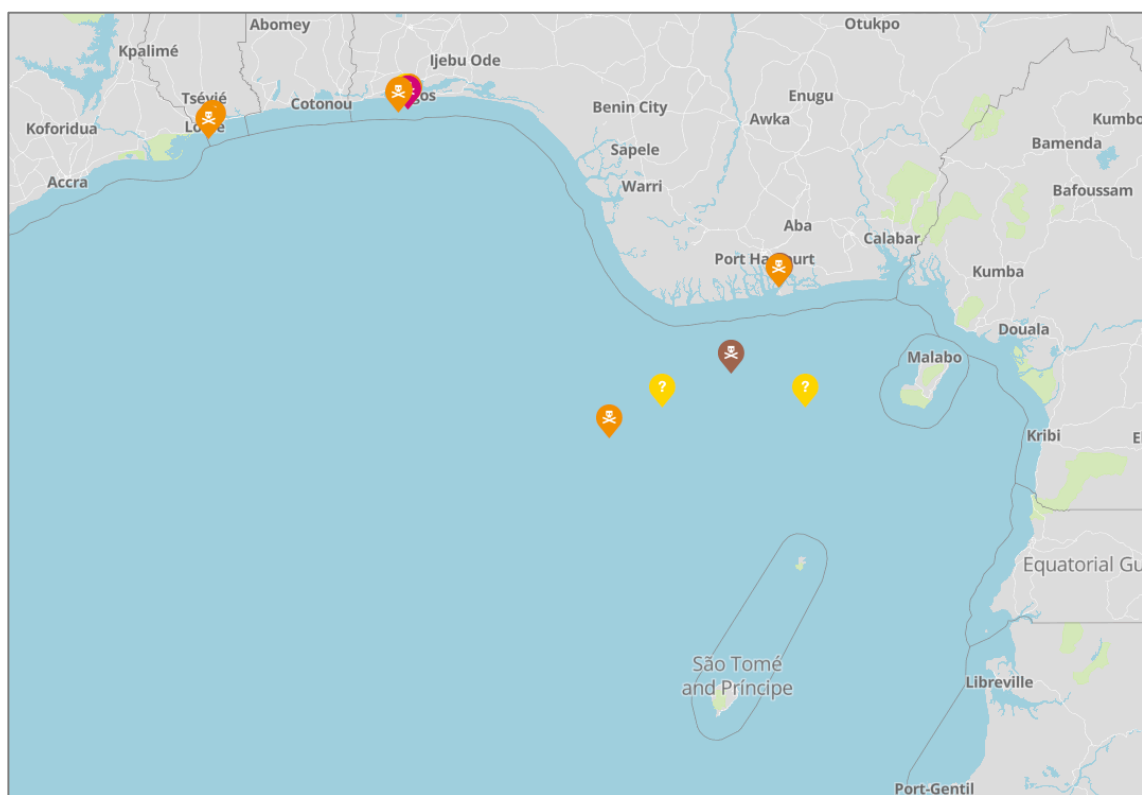 Otukpo
Abomey
Kpalimé
Ijebu Ode
Tsévié
Enugu
Cotonou
Benin City
Awka
Kumbo
Koforidua
Bamenda
Sapele
Accra
Warri
Bafoussam
Aba
Calabar
Port Harcourt
Kumba
Douala
Malabo
?
?
Kribi
Equatorial Gu
São Tomé
and Príncipe
Libreville
Port-Gentil